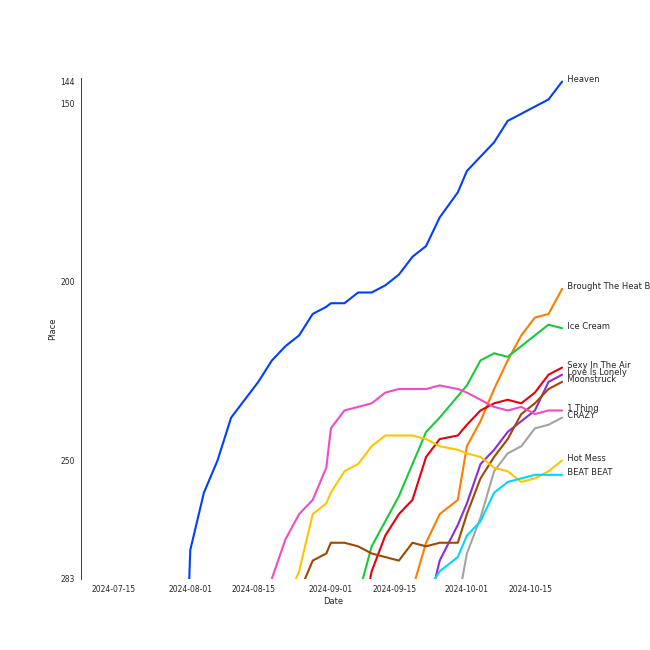 144
150
200
250
283
Place
2024-07-15
2024-08-01
2024-08-15
2024-09-01
2024-09-15
2024-10-01
2024-10-15
Date
Heaven
Brought The Heat B
Ice Cream
Sexy In The Air
Love Is Lonely
Moonstruck
1 Thing
CRAZY
Hot Mess
BEAT BEAT